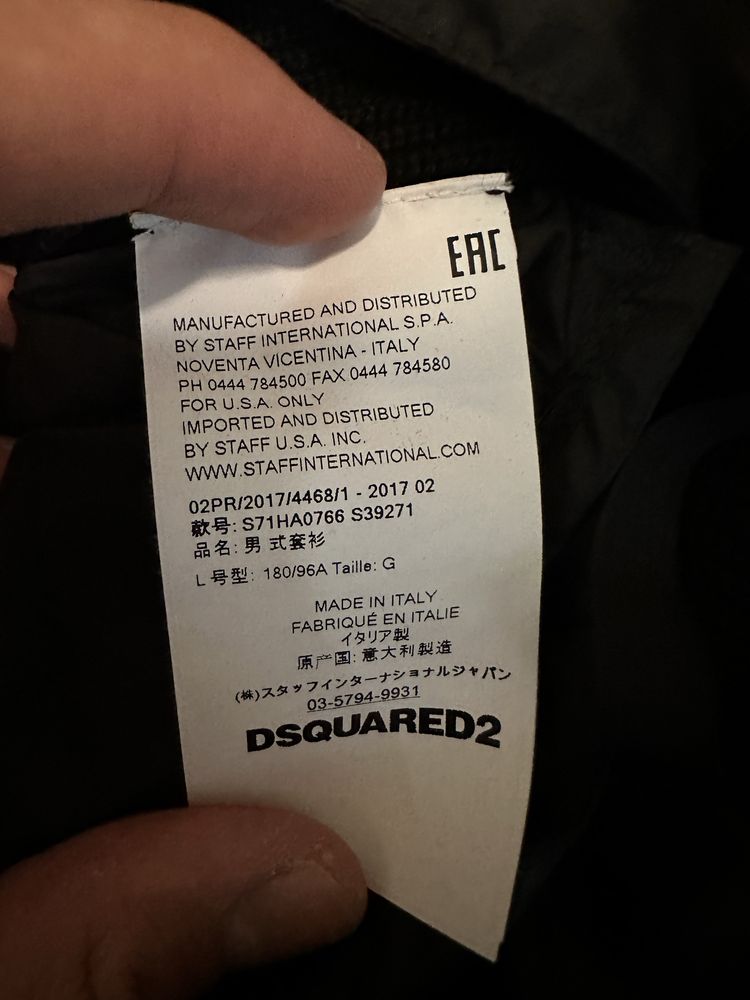 EAC
MANUFACTURED AND DISTRIBUTED
BY STAFF INTERNATIONAL S.P.A.
NOVENTA VICENTINA - ITALY
PH 0444 784500 FAX 0444 784580
FOR U.S.A. ONLY
IMPORTED AND DISTRIBUTED
BY STAFF U.S.A. INC.
WWW.STAFFINTERNATIONAL.COM
02PR/2017/4468/1 - 2017 02
款号: S71HA0766 S39271
品名: 男 式套衫
L 号型: 180/96A Taille: G
MADE IN ITALY
FABRIQUÉ EN ITALIE
イタリア製
原产国: 意大利製造
(株)スタッフインターナショナルジャパン
03-5794-9931
DSQUARED2